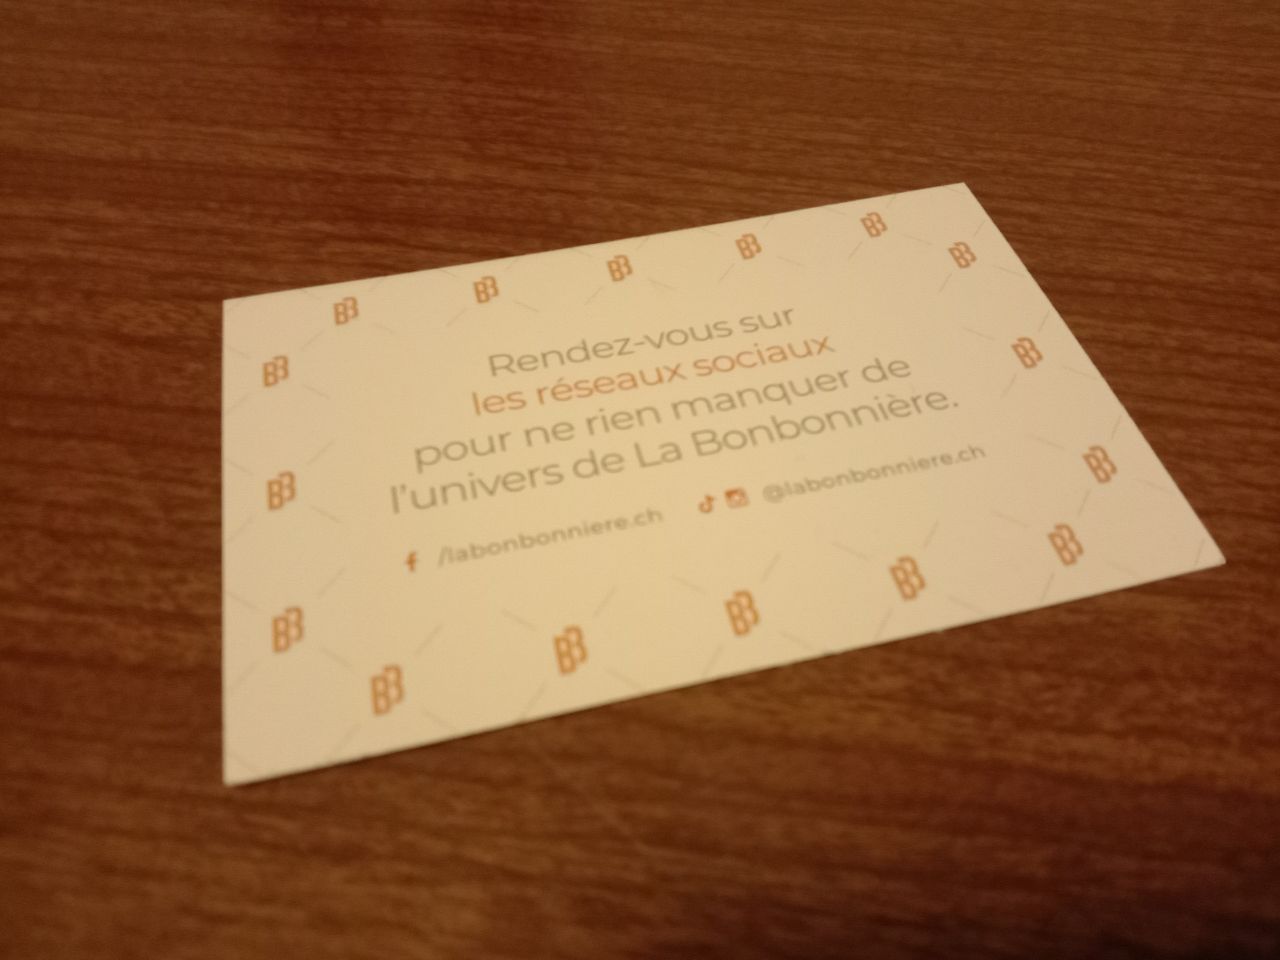 Rendez-vous sur
les réseaux sociaux
pour ne rien manquer de
l'univers de La Bonbonnière.
/labonbonniere.ch
@labonbonniere.ch